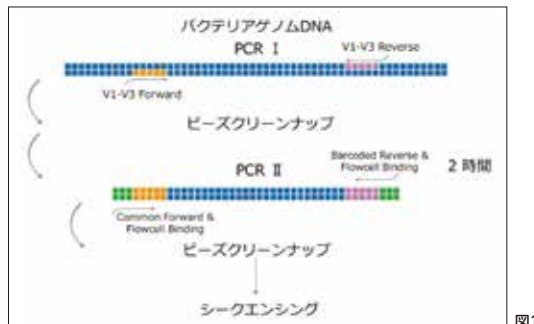 バクテリアゲノムDNA
PCR Ⅰ
V1-V3 Reverse
V1-V3 Forward
ビーズクリーンナップ
PCR Ⅱ
Barcoded Reverse &
Flowcell Binding
2 時間
Common Forward &
Flowcell Binding
ビーズクリーンナップ
シークエンシング